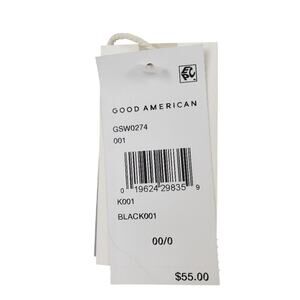 GOOD AMERICAN
GSW0274
001
0 19624 29835 9
K001
BLACK001
00/0
$55.00